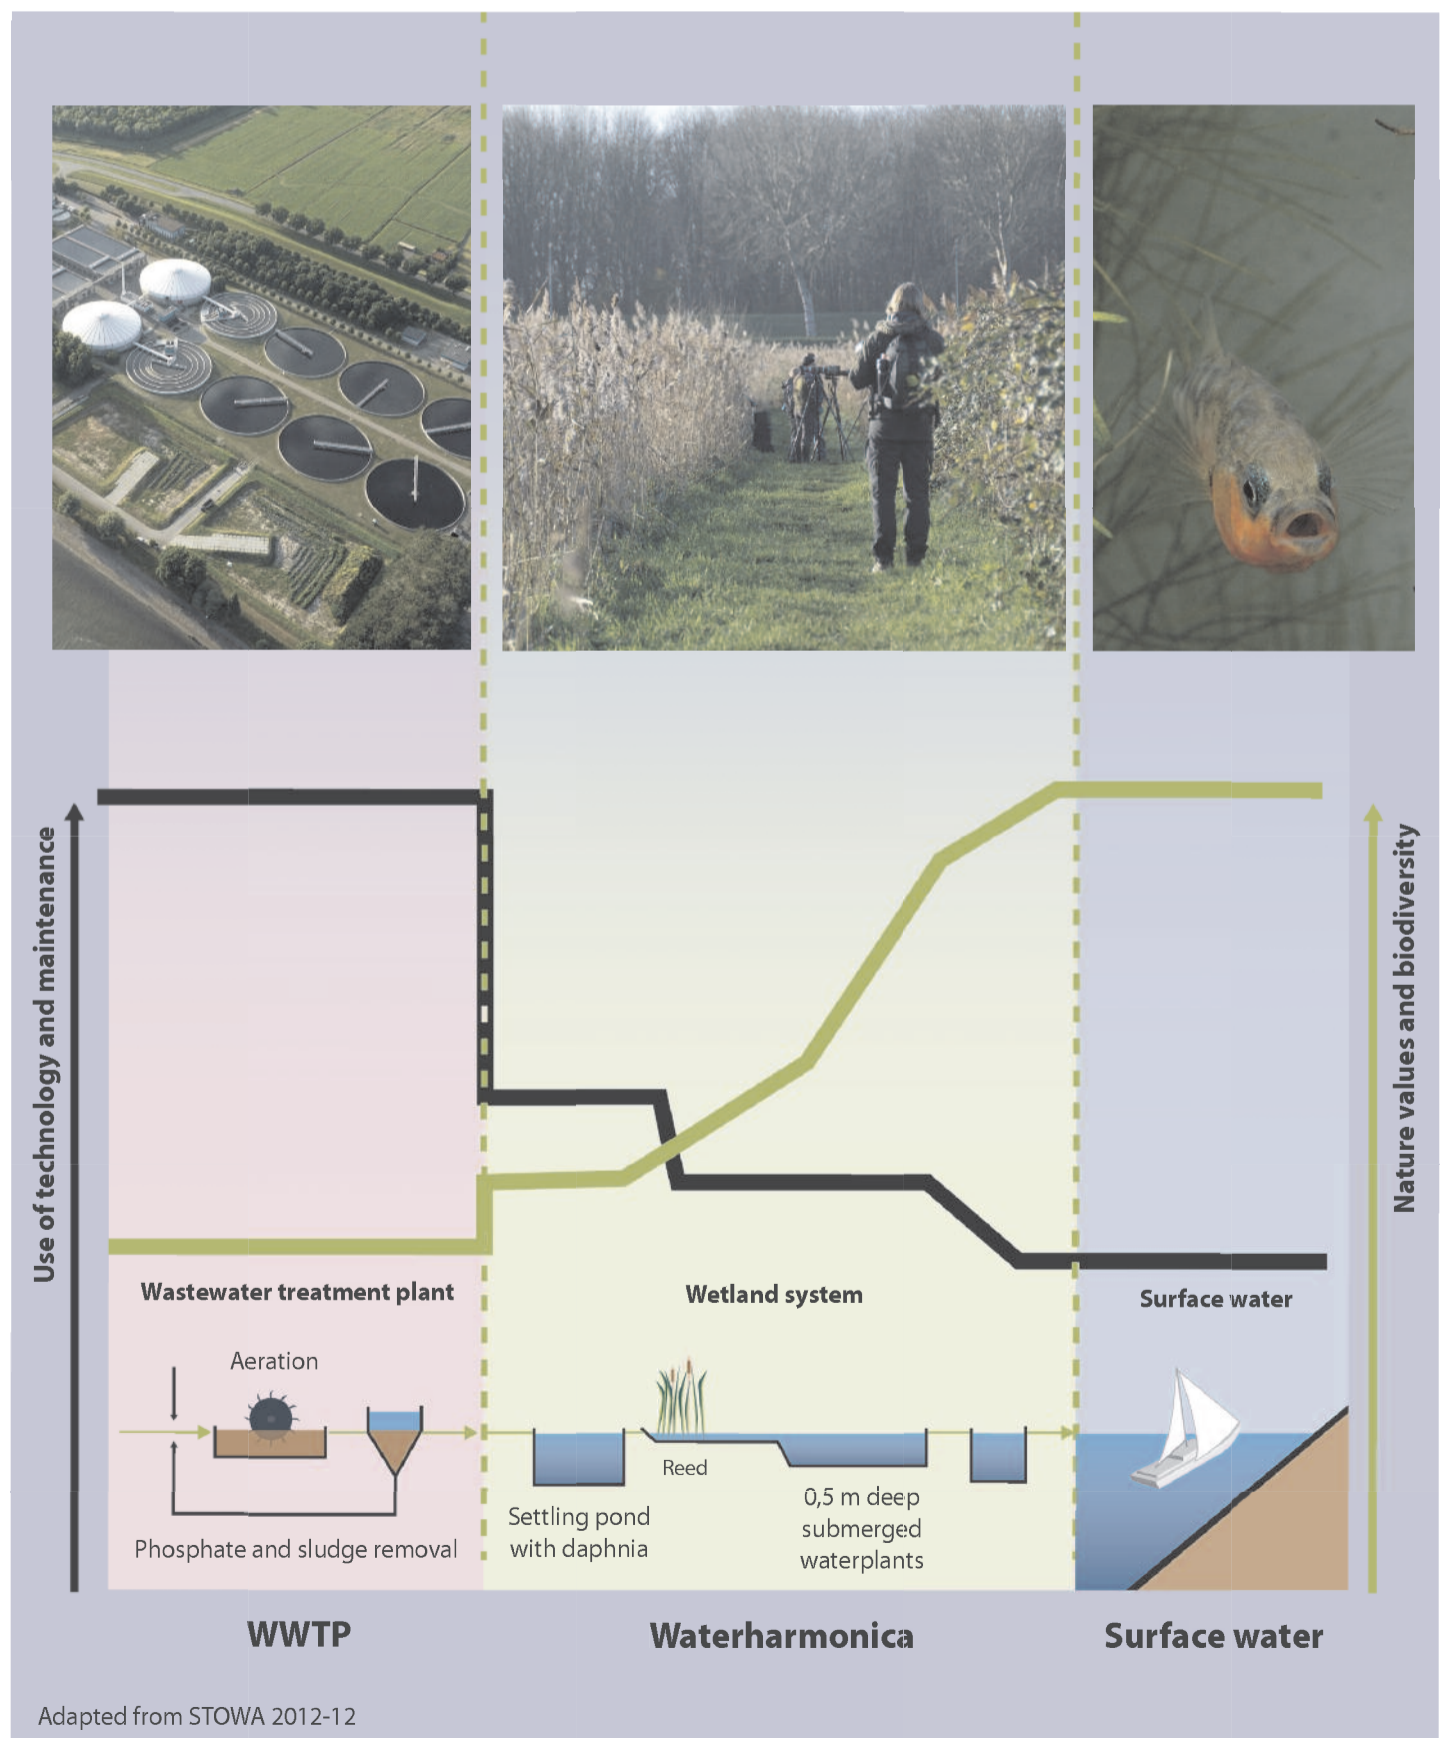 Use of technology and maintenance
Nature values and biodiversity
Wastewater treatment plant
Wetland system
Surface water
Aeration
Reed
Phosphate and sludge removal
Settling pond
with daphnia
0,5 m deep
submerged
waterplants
WWTP
Waterharmonica
Surface water
Adapted from STOWA 2012-12